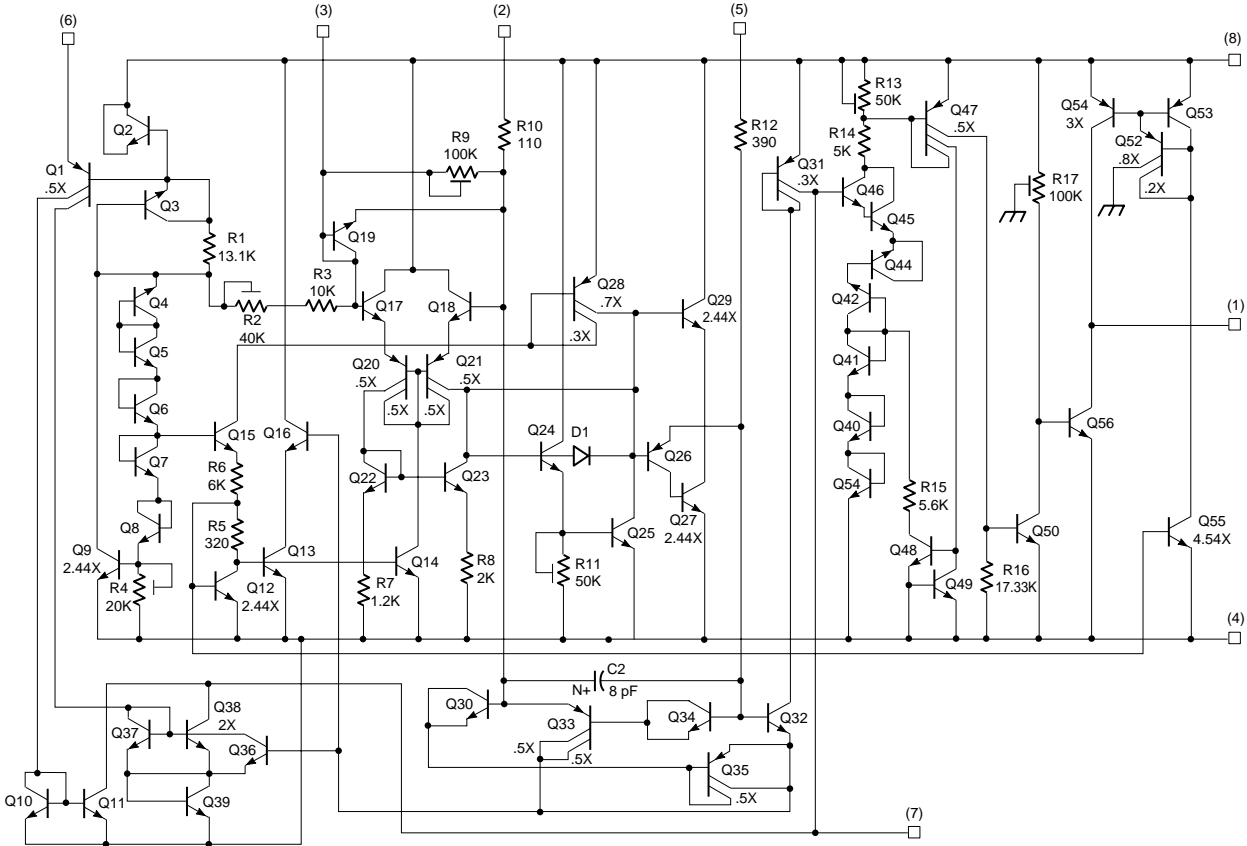 (6)
(3)
(2)
(5)
(8)
Q2
Q1
.5X
Q3
R1
13.1K
Q4
Q5
Q6
Q7
Q8
Q9
2.44X
R4
20K
R2
40K
R3
10K
R9
100K
R10
110
Q19
Q17
Q18
Q20
.5X
.5X
Q21
.5X
.5X
Q15
Q16
R6
6K
R5
320
Q13
Q12
2.44X
Q14
Q22
Q23
R7
1.2K
R8
2K
Q24
D1
Q28
.7X
.3X
Q29
2.44X
Q26
Q27
2.44X
Q25
R11
50K
R12
390
Q31
.3X
R13
50K
R14
5K
Q46
Q45
Q44
Q42
Q41
Q40
Q54
Q47
.5X
R15
5.6K
Q48
Q49
R16
17.33K
Q50
R17
100K
Q54
3X
Q53
Q52
.8X
.2X
Q56
(1)
Q55
4.54X
(4)
Q30
N+
C2
8 pF
Q33
.5X
.5X
Q34
Q32
Q35
.5X
Q38
2X
Q37
Q36
Q10
Q11
Q39
(7)